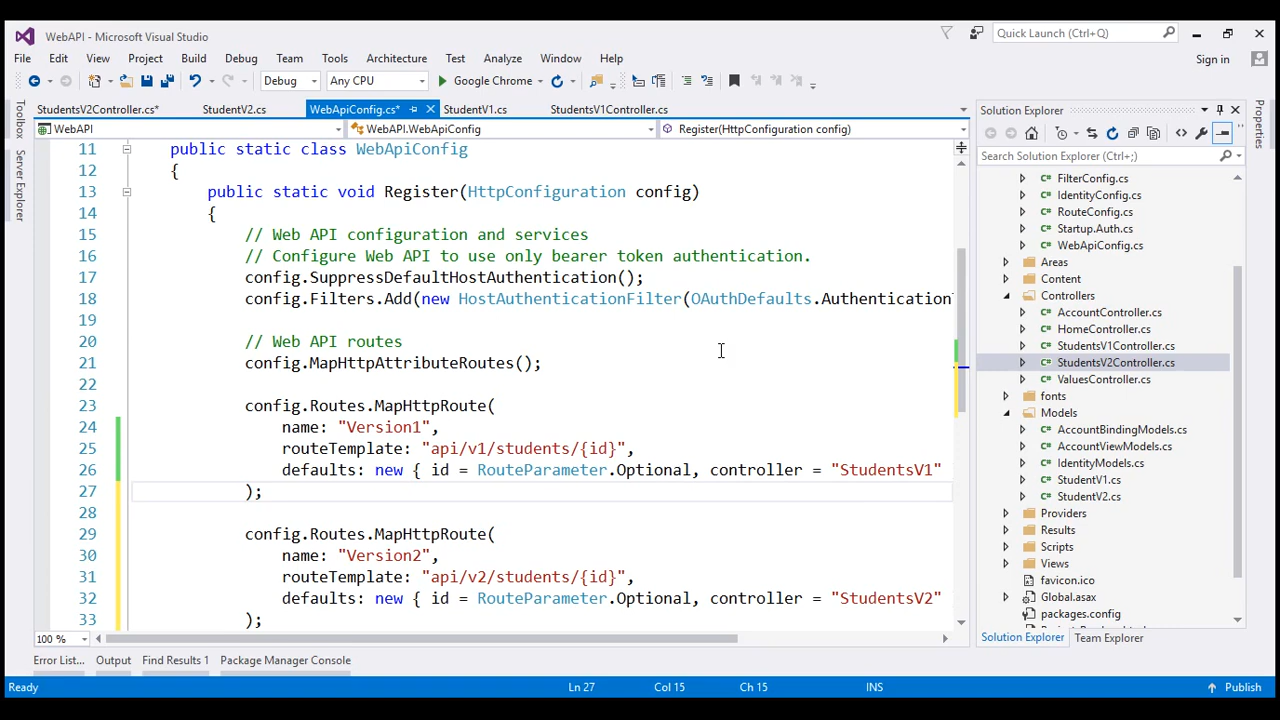 WebAPI - Microsoft Visual Studio
Quick Launch (Ctrl+Q)
File Edit View Project Build Debug Team Tools Architecture Test Analyze Window Help
Sign in
Debug Any CPU Google Chrome
StudentsV2Controller.cs* StudentV2.cs WebApiConfig.cs* StudentV1.cs StudentsV1Controller.cs
WebAPI WebAPI.WebApiConfig Register(HttpConfiguration config)
Toolbox
Server Explorer
11 public static class WebApiConfig
12 {
13 public static void Register(HttpConfiguration config)
14 {
15 // Web API configuration and services
16 // Configure Web API to use only bearer token authentication.
17 config.SuppressDefaultHostAuthentication();
18 config.Filters.Add(new HostAuthenticationFilter(OAuthDefaults.Authentication
19
20 // Web API routes
21 config.MapHttpAttributeRoutes();
22
23 config.Routes.MapHttpRoute(
24 name: "Version1",
25 routeTemplate: "api/v1/students/{id}",
26 defaults: new { id = RouteParameter.Optional, controller = "StudentsV1"
27 );
28
29 config.Routes.MapHttpRoute(
30 name: "Version2",
31 routeTemplate: "api/v2/students/{id}",
32 defaults: new { id = RouteParameter.Optional, controller = "StudentsV2"
33 );
100 %
Solution Explorer
Search Solution Explorer (Ctrl+;)
FilterConfig.cs
IdentityConfig.cs
RouteConfig.cs
Startup.Auth.cs
WebApiConfig.cs
Areas
Content
Controllers
AccountController.cs
HomeController.cs
StudentsV1Controller.cs
StudentsV2Controller.cs
ValuesController.cs
fonts
Models
AccountBindingModels.cs
AccountViewModels.cs
IdentityModels.cs
StudentV1.cs
StudentV2.cs
Providers
Results
Scripts
Views
favicon.ico
Global.asax
packages.config
Solution Explorer Team Explorer
Properties
Error List... Output Find Results 1 Package Manager Console
Ready Ln 27 Col 15 Ch 15 INS Publish